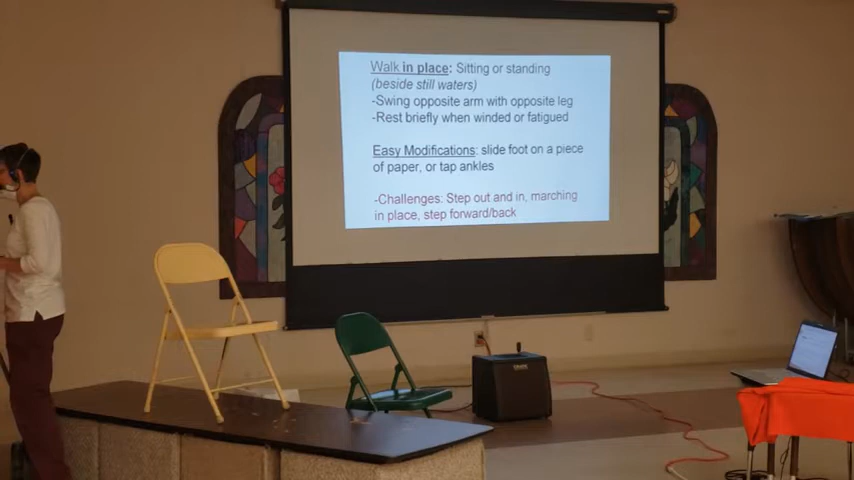 Walk in place: Sitting or standing
(beside still waters)
-Swing opposite arm with opposite leg
-Rest briefly when winded or fatigued
Easy Modifications: slide foot on a piece
of paper, or tap ankles
-Challenges: Step out and in, marching
in place, step forward/back